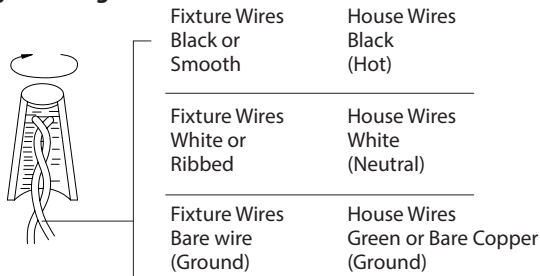 Fixture Wires House Wires
Black or Black
Smooth (Hot)
Fixture Wires House Wires
White or White
Ribbed (Neutral)
Fixture Wires House Wires
Bare wire Green or Bare Copper
(Ground) (Ground)